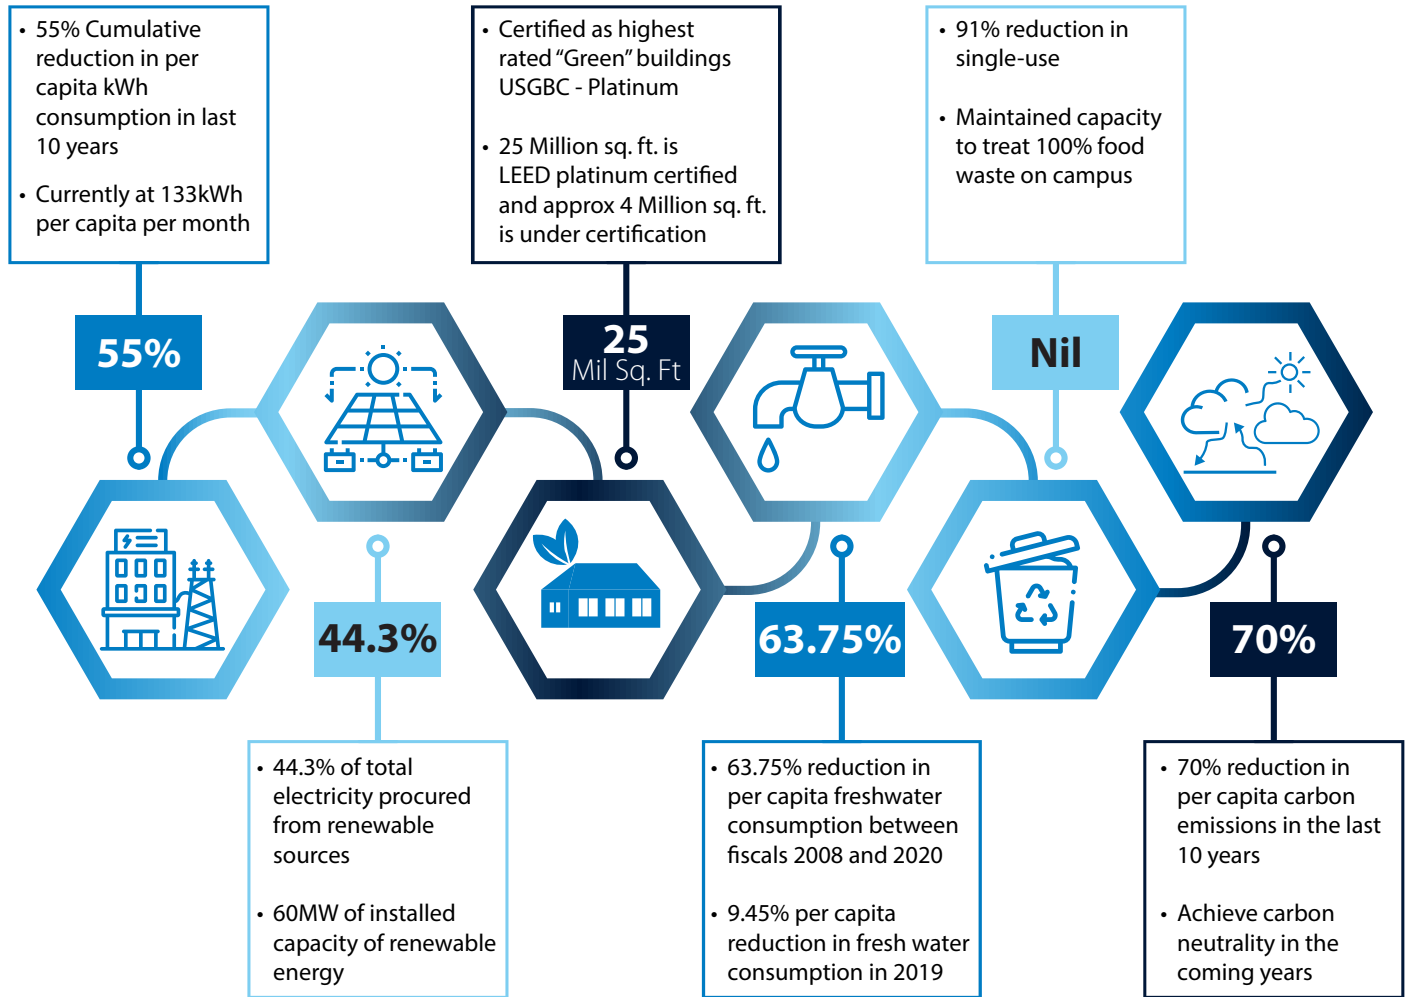 • 55% Cumulative
reduction in per
capita kWh
consumption in last
10 years
• Currently at 133kWh
per capita per month
55%
• Certified as highest
rated “Green” buildings
USGBC - Platinum
• 25 Million sq. ft. is
LEED platinum certified
and approx 4 Million sq. ft.
is under certification
25
Mil Sq. Ft
• 91% reduction in
single-use
• Maintained capacity
to treat 100% food
waste on campus
Nil
44.3%
• 44.3% of total
electricity procured
from renewable
sources
• 60MW of installed
capacity of renewable
energy
63.75%
• 63.75% reduction in
per capita freshwater
consumption between
fiscals 2008 and 2020
• 9.45% per capita
reduction in fresh water
consumption in 2019
70%
• 70% reduction in
per capita carbon
emissions in the last
10 years
• Achieve carbon
neutrality in the
coming years